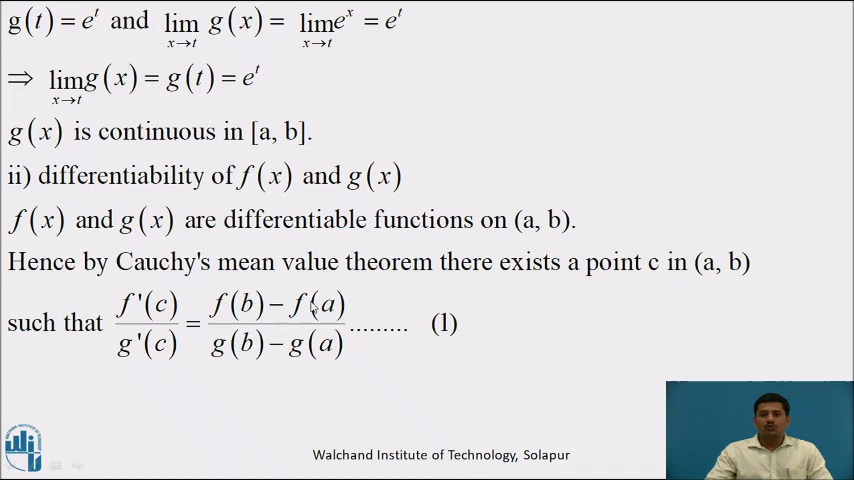 g(t) = e^t and lim_{x→t} g(x) = lim_{x→t} e^x = e^t
⇒ lim_{x→t} g(x) = g(t) = e^t
g(x) is continuous in [a, b].
ii) differentiability of f(x) and g(x)
f(x) and g(x) are differentiable functions on (a, b).
Hence by Cauchy's mean value theorem there exists a point c in (a, b)
such that f'(c)/g'(c) = (f(b) − f(a))/(g(b) − g(a)) ......... (1)
Walchand Institute of Technology, Solapur